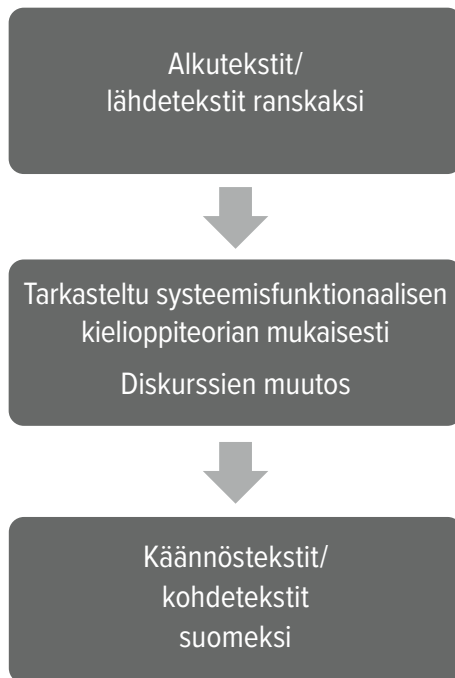 Alkutekstit/
lähdetekstit ranskaksi
Tarkasteltu systeemisfunktionaalisen
kielioppiteorian mukaisesti
Diskurssien muutos
Käännöstekstit/
kohdetekstit
suomeksi